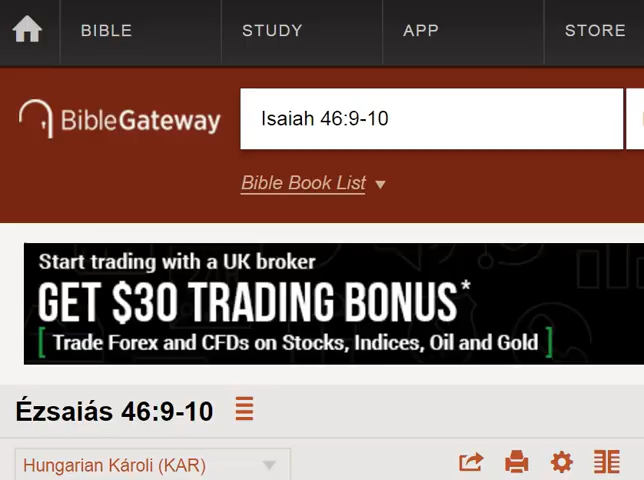 BIBLE STUDY APP STORE
BibleGateway
Isaiah 46:9-10
Bible Book List
Start trading with a UK broker
GET $30 TRADING BONUS*
[ Trade Forex and CFDs on Stocks, Indices, Oil and Gold ]
Ézsaiás 46:9-10
Hungarian Károli (KAR)